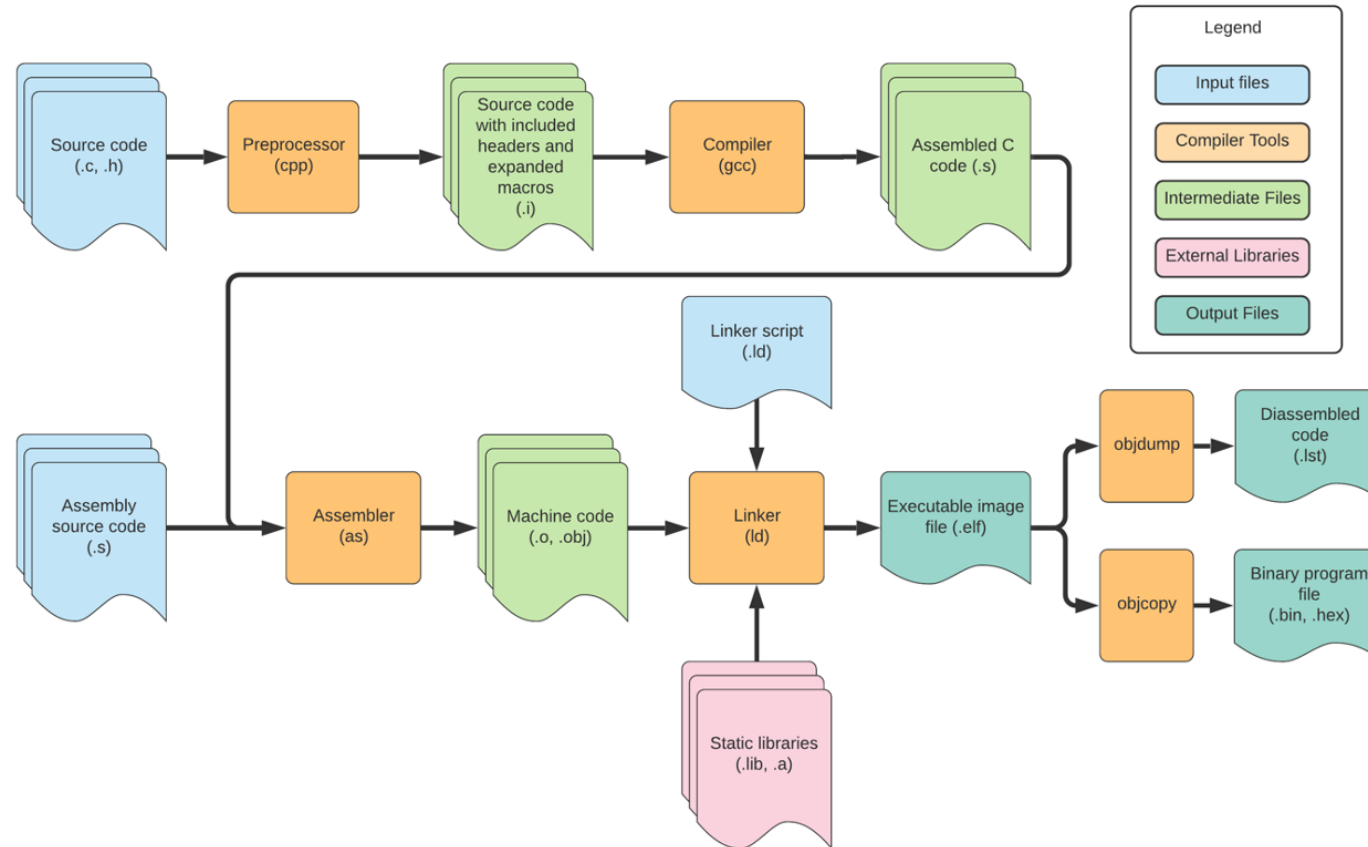 Legend
Input files
Compiler Tools
Intermediate Files
External Libraries
Output Files
Source code
(.c, .h)
Preprocessor
(cpp)
Source code
with included
headers and
expanded
macros
(.i)
Compiler
(gcc)
Assembled C
code (.s)
Linker script
(.ld)
Assembly
source code
(.s)
Assembler
(as)
Machine code
(.o, .obj)
Linker
(ld)
Executable image
file (.elf)
objdump
Diassembled
code
(.lst)
objcopy
Binary program
file
(.bin, .hex)
Static libraries
(.lib, .a)